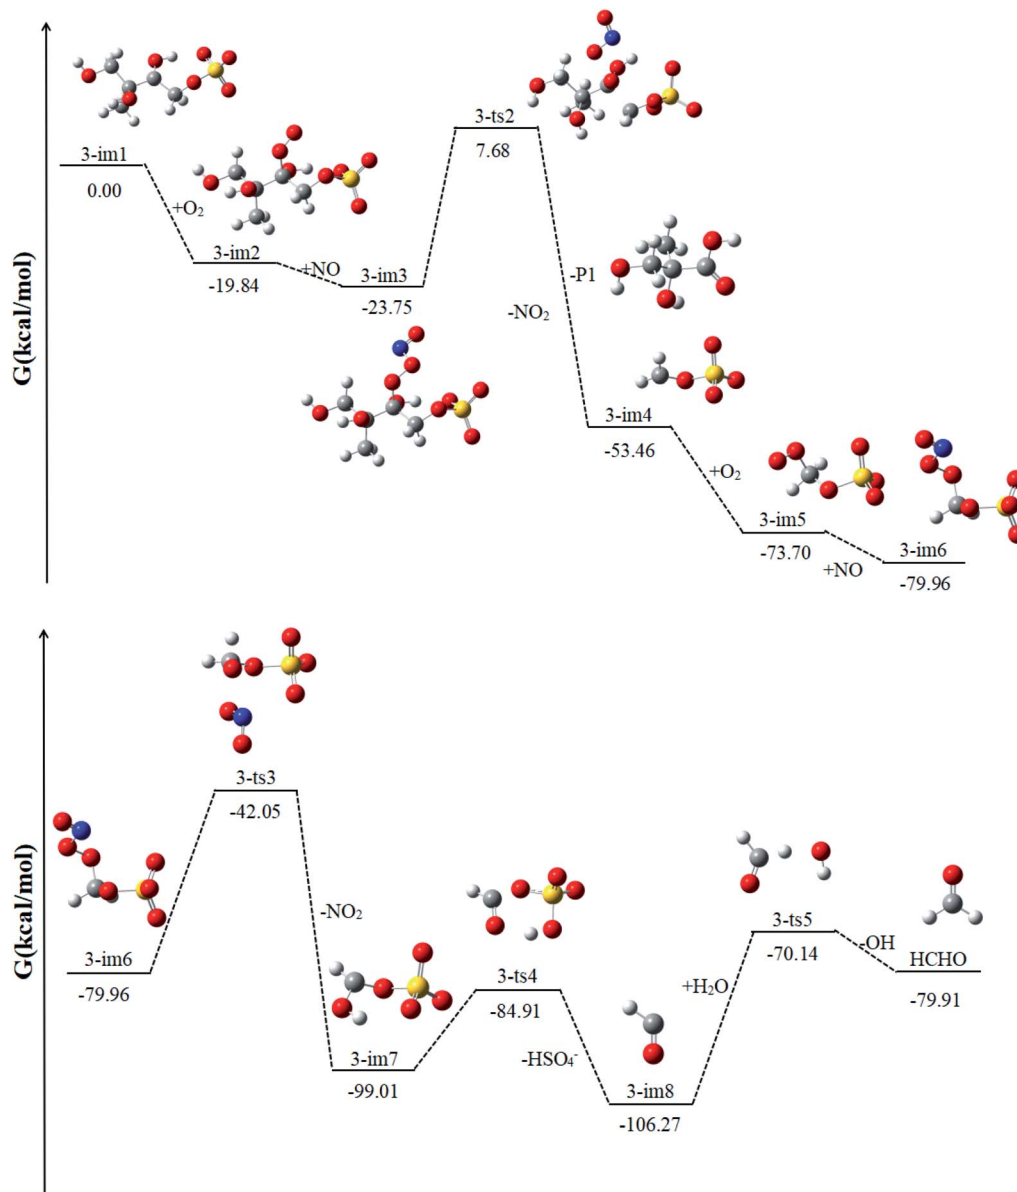 3-ts2
7.68
3-im1
0.00
+O₂
3-im2
-19.84
+NO
3-im3
-23.75
-P1
-NO₂
3-im4
-53.46
+O₂
3-im5
-73.70
+NO
3-im6
-79.96
G(kcal/mol)
3-ts3
-42.05
-NO₂
3-im6
-79.96
3-im7
-99.01
3-ts4
-84.91
-HSO₄⁻
3-im8
-106.27
+H₂O
3-ts5
-70.14
-OH
HCHO
-79.91
G(kcal/mol)